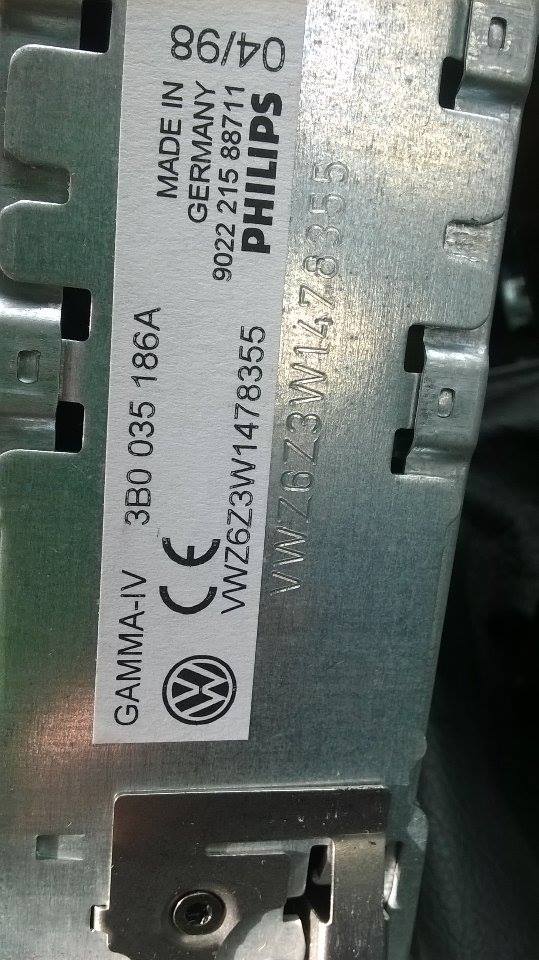 GAMMA-IV 3B0 035 186A
CE
VWZ6Z3W1478355
MADE IN
GERMANY
9022 215 88711
PHILIPS
04/98
VWZ6Z3W1478355